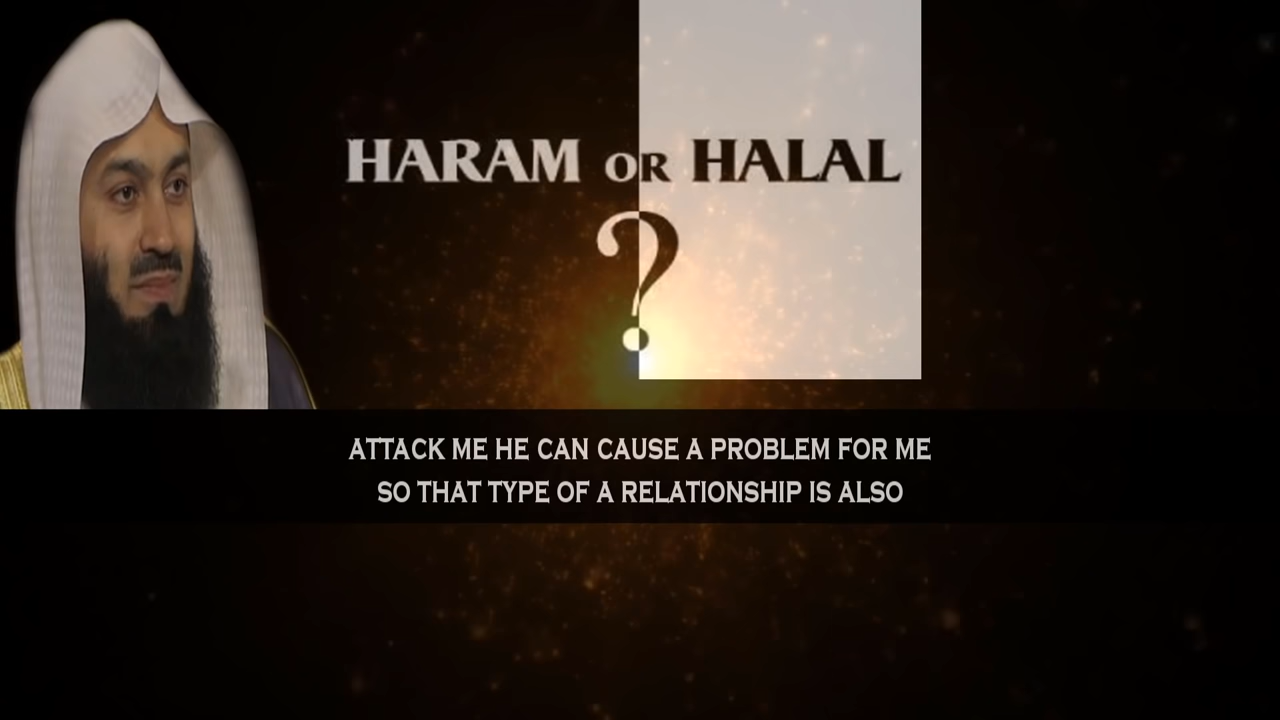 HARAM OR HALAL
?
ATTACK ME HE CAN CAUSE A PROBLEM FOR ME
SO THAT TYPE OF A RELATIONSHIP IS ALSO